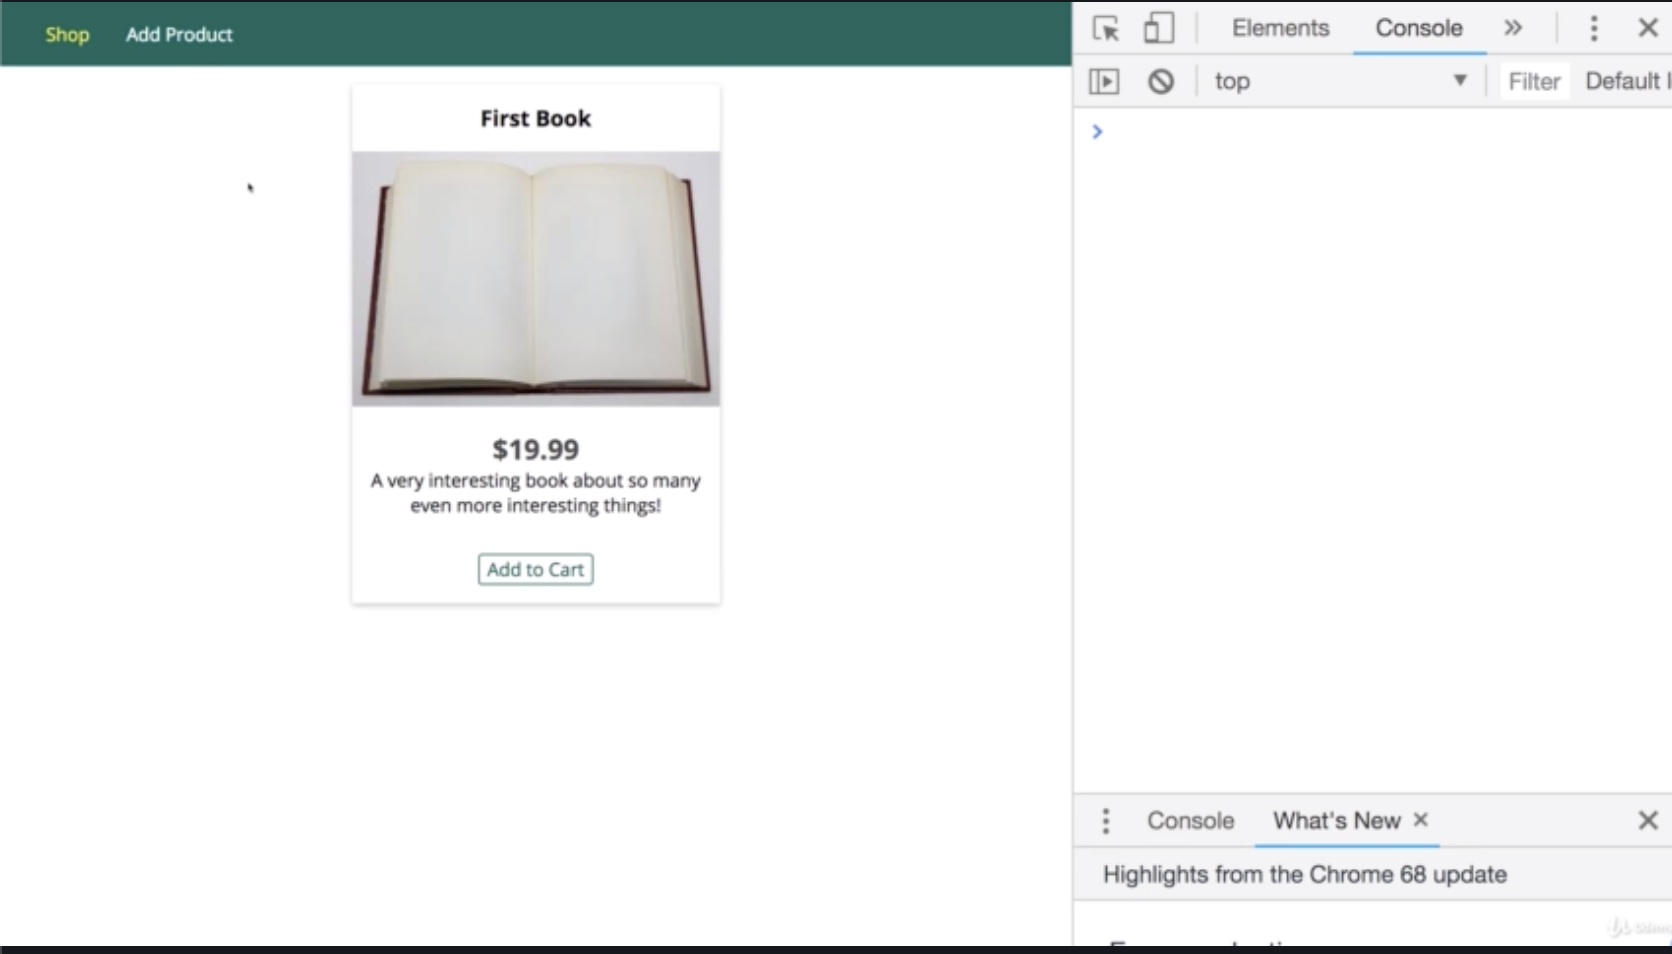 Shop Add Product
First Book
$19.99
A very interesting book about so many
even more interesting things!
Add to Cart
Elements Console
top Filter Default
Console What's New
Highlights from the Chrome 68 update